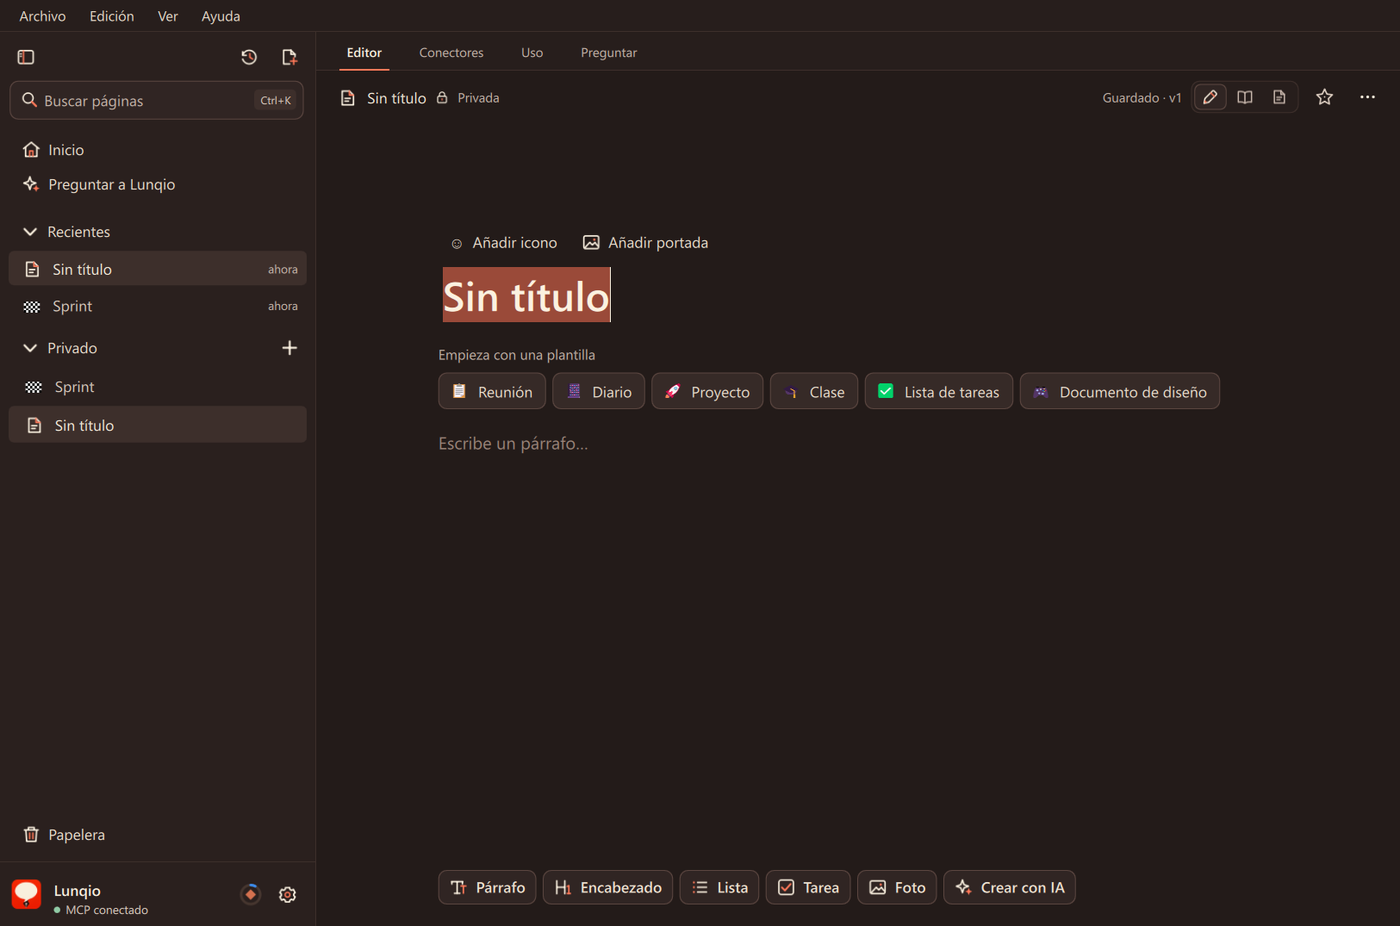 Archivo Edición Ver Ayuda
Buscar páginas Ctrl+K
Inicio
Preguntar a Lunqio
Recientes
Sin título ahora
Sprint ahora
Privado
Sprint
Sin título
Papelera
Lunqio
MCP conectado
Editor Conectores Uso Preguntar
Sin título Privada Guardado · v1
Añadir icono Añadir portada
Sin título
Empieza con una plantilla
Reunión Diario Proyecto Clase Lista de tareas Documento de diseño
Escribe un párrafo...
Párrafo Encabezado Lista Tarea Foto Crear con IA